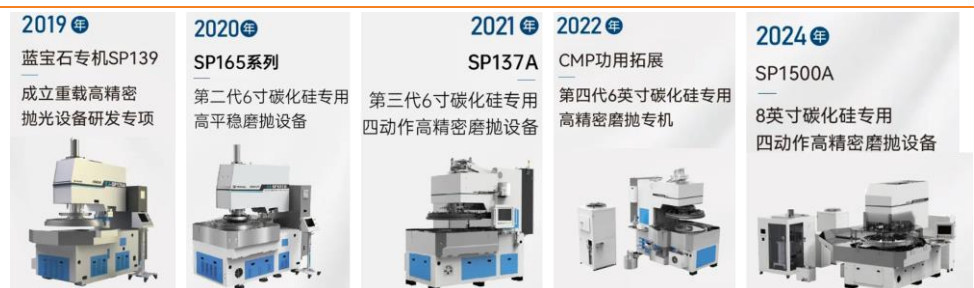 2019年
蓝宝石专机SP139
成立重载高精密
抛光设备研发专项
2020年
SP165系列
第二代6寸碳化硅专用
高平稳磨抛设备
2021年
SP137A
第三代6寸碳化硅专用
四动作高精密磨抛设备
2022年
CMP功用拓展
第四代6英寸碳化硅专用
高精密磨抛专机
2024年
SP1500A
8英寸碳化硅专用
四动作高精密磨抛设备